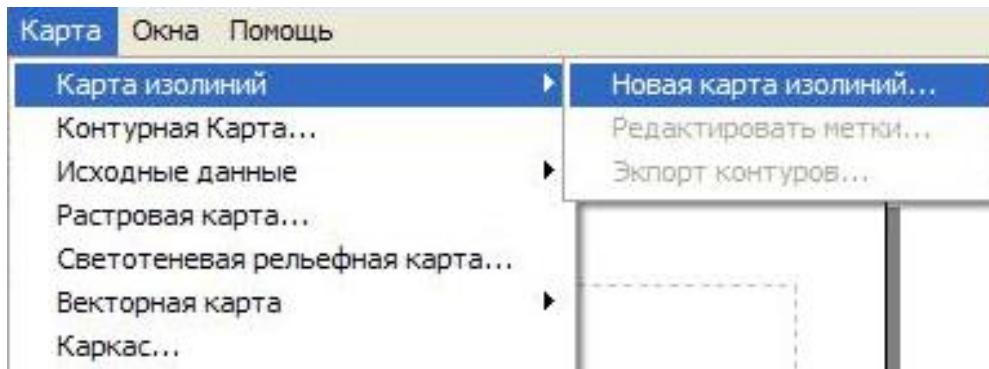 Карта Окна Помощь
Карта изолиний
Новая карта изолиний...
Контурная Карта...
Редактировать метки...
Исходные данные
Экпорт контуров...
Растровая карта...
Светотеневая рельефная карта...
Векторная карта
Каркас...